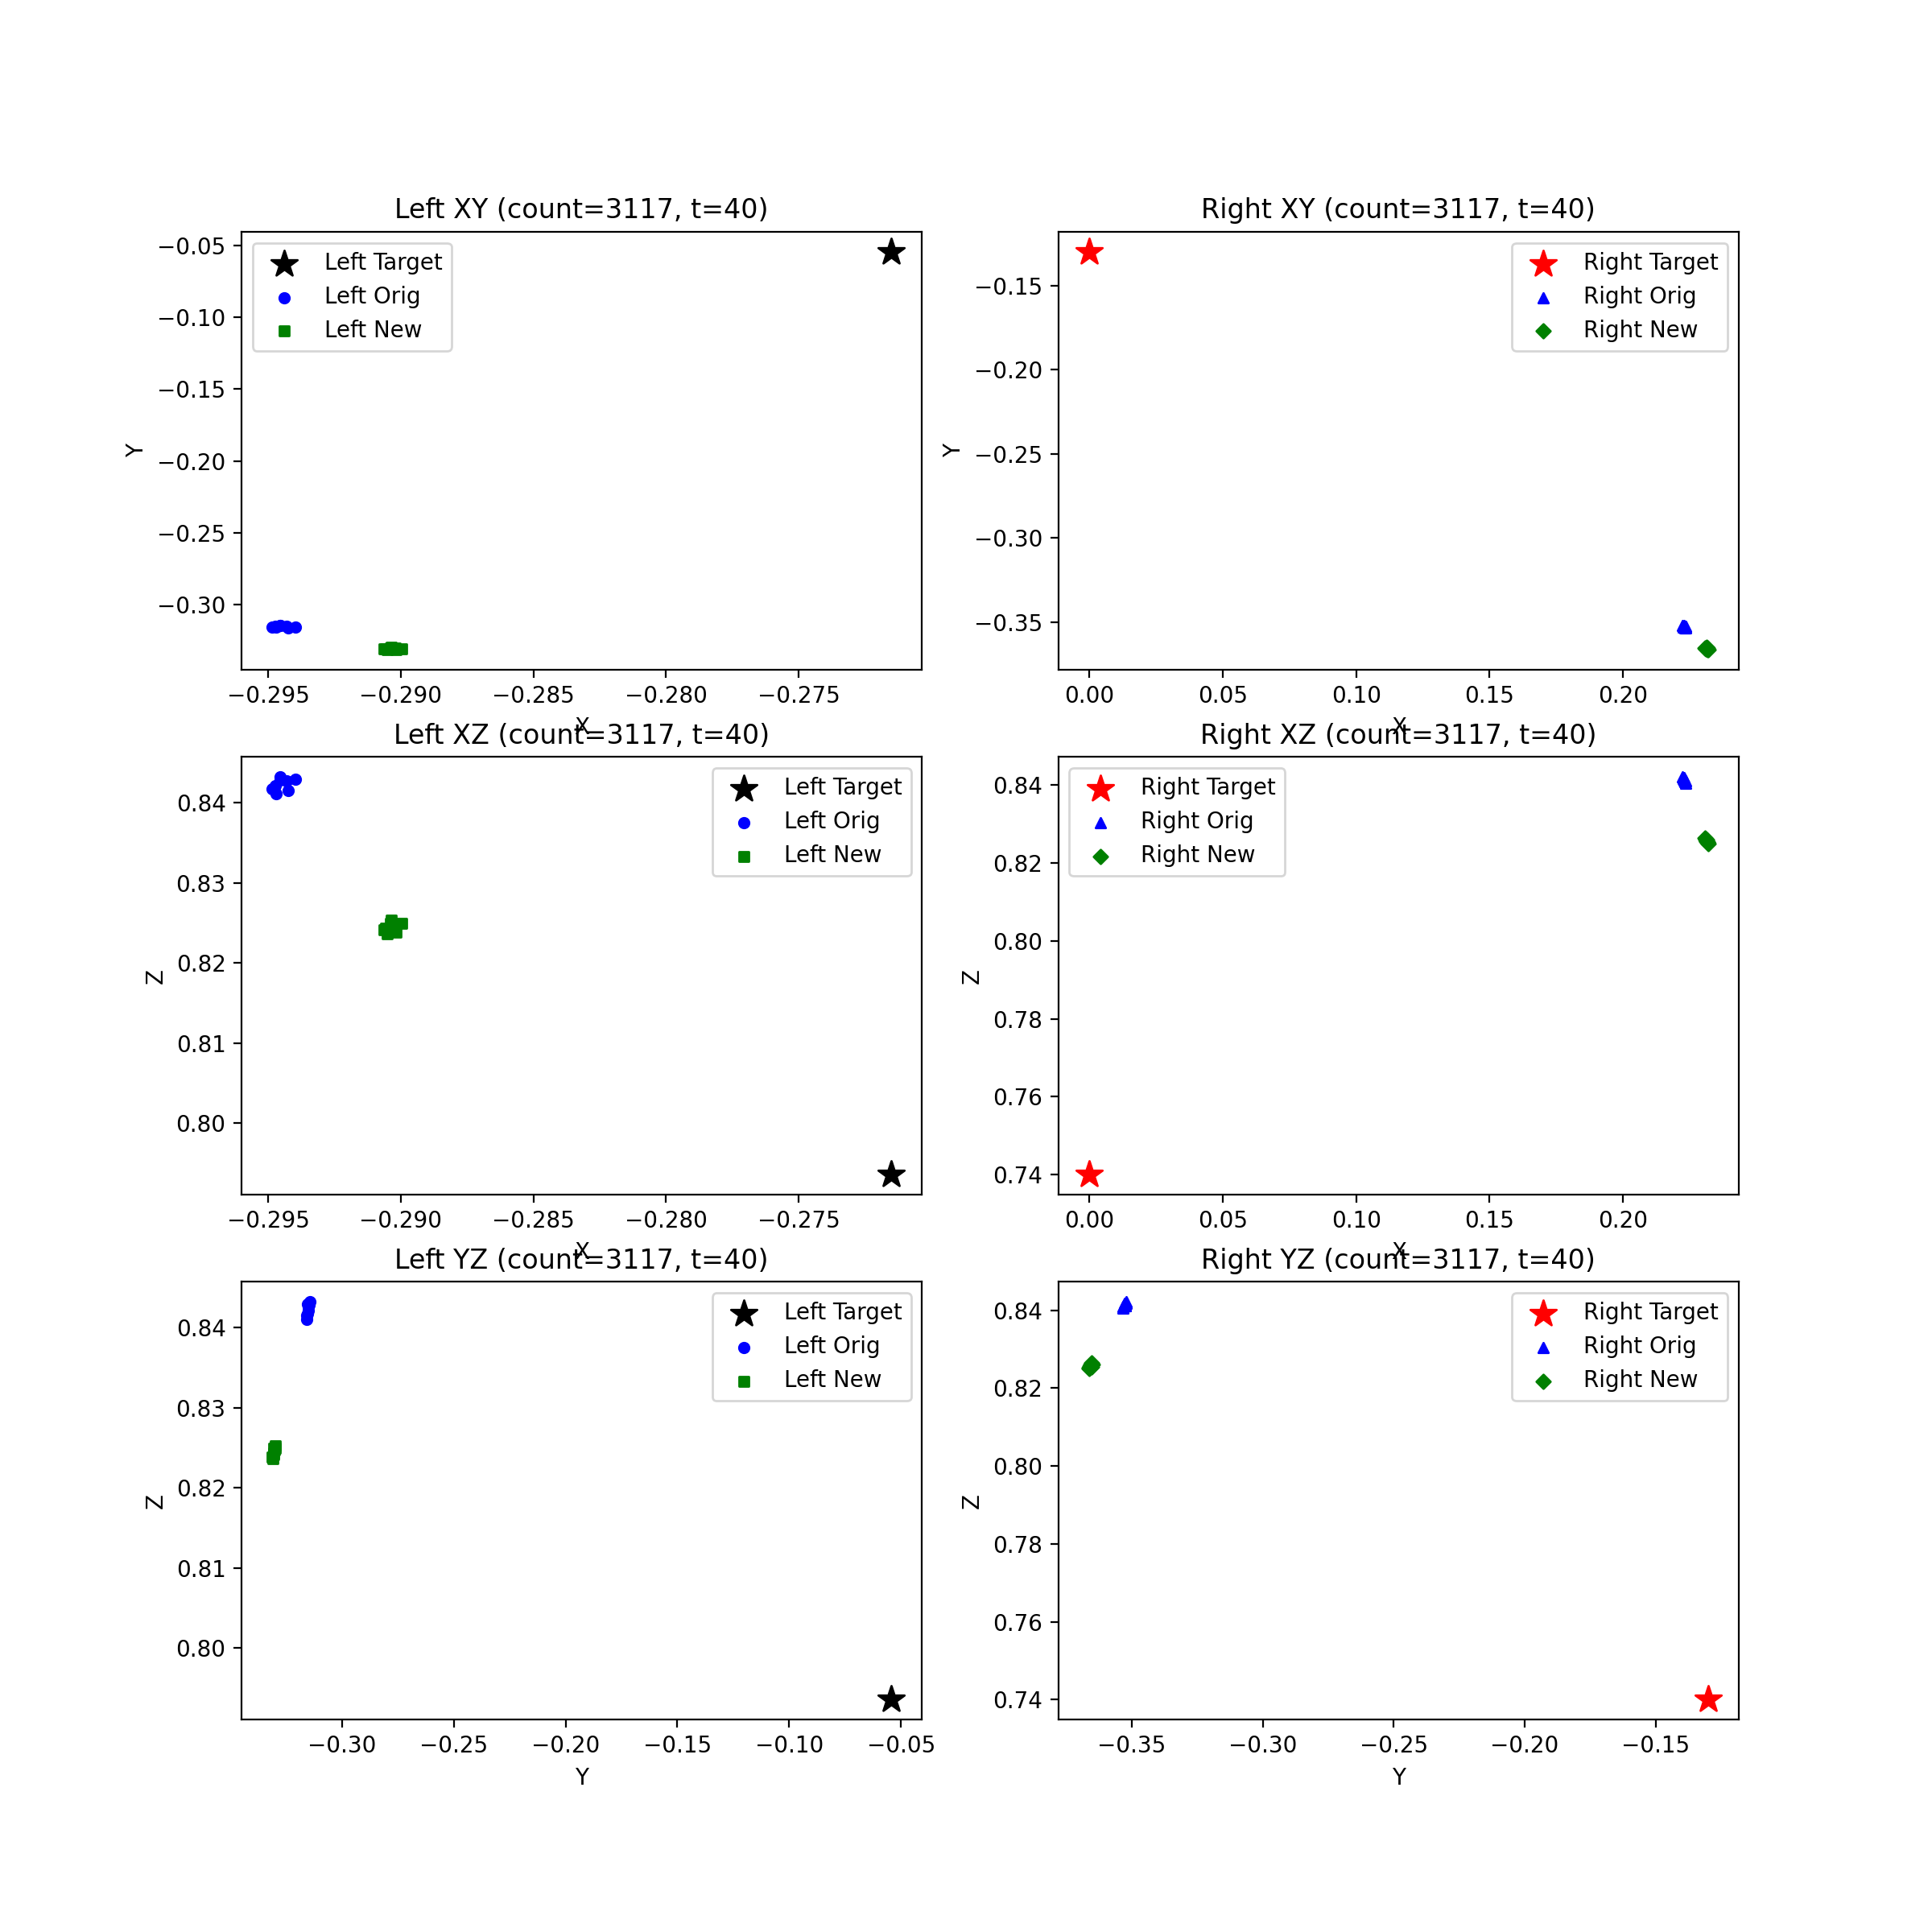 Left XY (count=3117, t=40)
−0.05
−0.10
−0.15
−0.20
−0.25
−0.30
Y
Left Target
Left Orig
Left New
−0.295
−0.290
−0.285
−0.280
−0.275
X
Right XY (count=3117, t=40)
−0.15
−0.20
−0.25
−0.30
−0.35
Y
Right Target
Right Orig
Right New
0.00
0.05
0.10
0.15
0.20
X
Left XZ (count=3117, t=40)
0.84
0.83
0.82
0.81
0.80
Z
Left Target
Left Orig
Left New
−0.295
−0.290
−0.285
−0.280
−0.275
X
Right XZ (count=3117, t=40)
0.84
0.82
0.80
0.78
0.76
0.74
Z
Right Target
Right Orig
Right New
0.00
0.05
0.10
0.15
0.20
X
Left YZ (count=3117, t=40)
0.84
0.83
0.82
0.81
0.80
Z
Left Target
Left Orig
Left New
−0.30
−0.25
−0.20
−0.15
−0.10
−0.05
Y
Right YZ (count=3117, t=40)
0.84
0.82
0.80
0.78
0.76
0.74
Z
Right Target
Right Orig
Right New
−0.35
−0.30
−0.25
−0.20
−0.15
Y